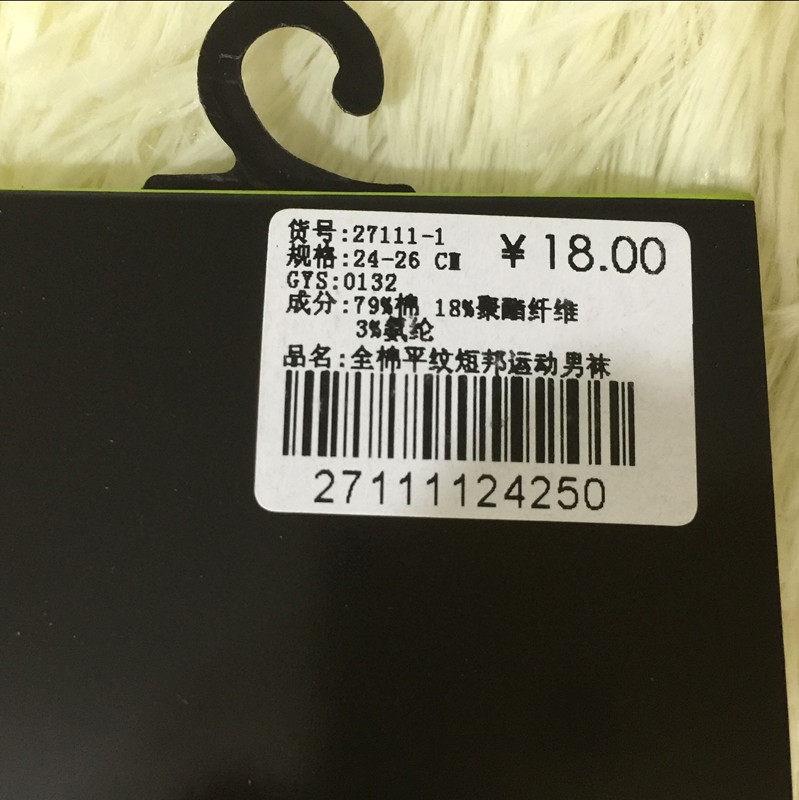 货号:27111-1
¥ 18.00
规格:24-26 CM
GYS:0132
成分:79%棉 18%聚酯纤维
3%氨纶
品名:全棉平纹短邦运动男袜
27111124250